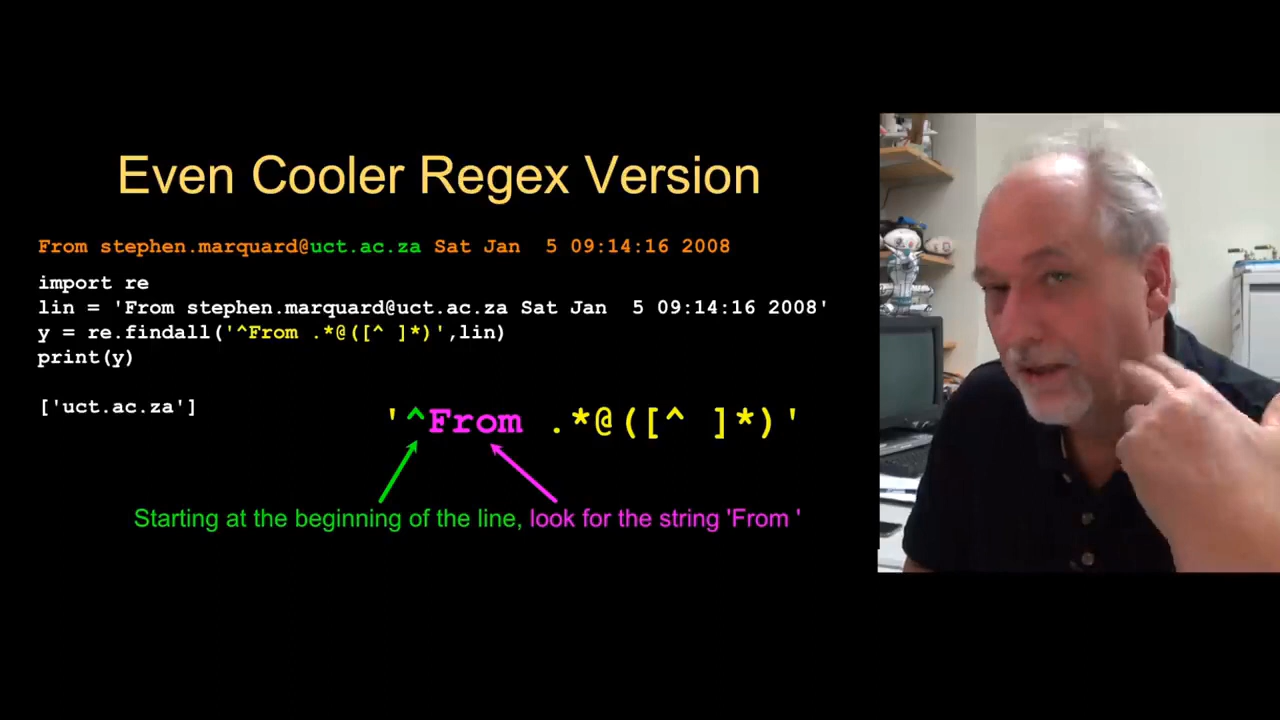 Even Cooler Regex Version
From stephen.marquard@uct.ac.za Sat Jan  5 09:14:16 2008
import re
lin = 'From stephen.marquard@uct.ac.za Sat Jan  5 09:14:16 2008'
y = re.findall('^From .*@([^ ]*)',lin)
print(y)
['uct.ac.za']
'^From .*@([^ ]*)'
Starting at the beginning of the line, look for the string 'From '